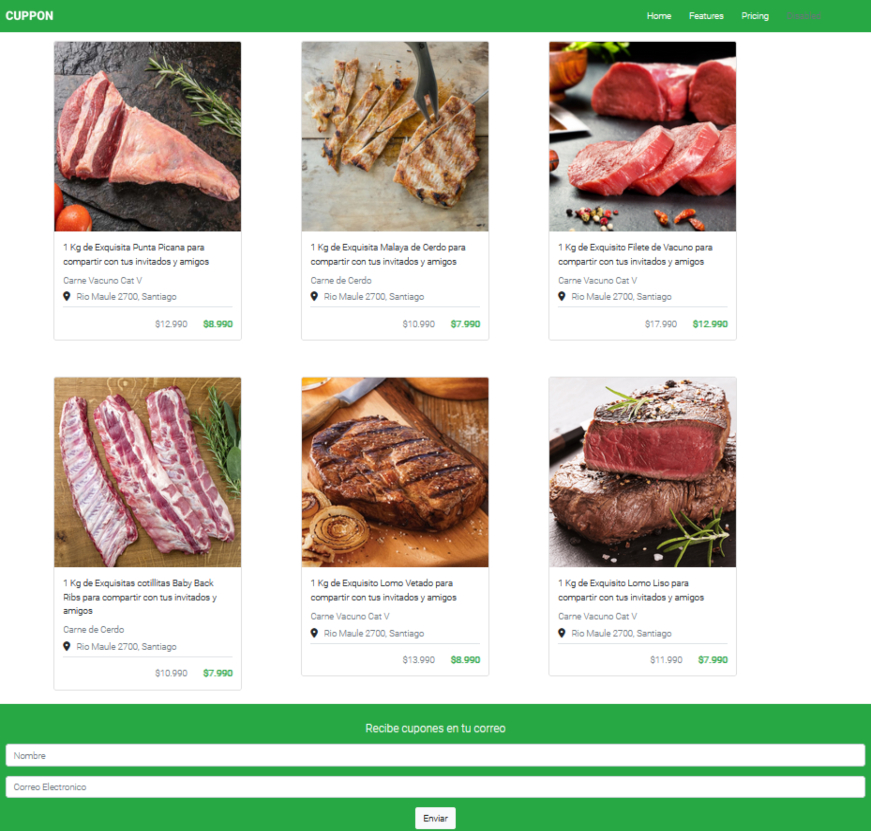 CUPPON
Home Features Pricing
1 Kg de Exquisita Punta Picana para
compartir con tus invitados y amigos
Carne Vacuno Cat V
Rio Maule 2700, Santiago
$12.990 $8.990
1 Kg de Exquisita Malaya de Cerdo para
compartir con tus invitados y amigos
Carne de Cerdo
Rio Maule 2700, Santiago
$10.990 $7.990
1 Kg de Exquisito Filete de Vacuno para
compartir con tus invitados y amigos
Carne Vacuno Cat V
Rio Maule 2700, Santiago
$17.990 $12.990
1 Kg de Exquisitas cotillitas Baby Back
Ribs para compartir con tus invitados y
amigos
Carne de Cerdo
Rio Maule 2700, Santiago
$10.990 $7.990
1 Kg de Exquisito Lomo Vetado para
compartir con tus invitados y amigos
Carne Vacuno Cat V
Rio Maule 2700, Santiago
$13.990 $8.990
1 Kg de Exquisito Lomo Liso para
compartir con tus invitados y amigos
Carne Vacuno Cat V
Rio Maule 2700, Santiago
$11.990 $7.990
Recibe cupones en tu correo
Nombre
Correo Electronico
Enviar